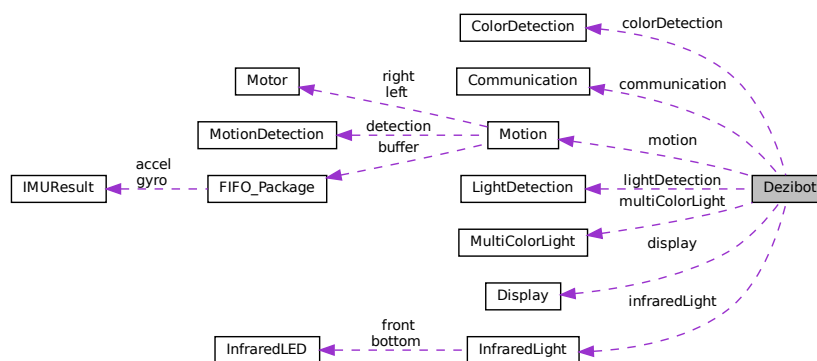 ColorDetection
colorDetection
Motor
right
left
Communication
communication
MotionDetection
detection
Motion
motion
buffer
IMUResult
accel
gyro
FIFO_Package
LightDetection
lightDetection
Dezibot
multiColorLight
MultiColorLight
display
Display
infraredLight
InfraredLED
front
bottom
InfraredLight